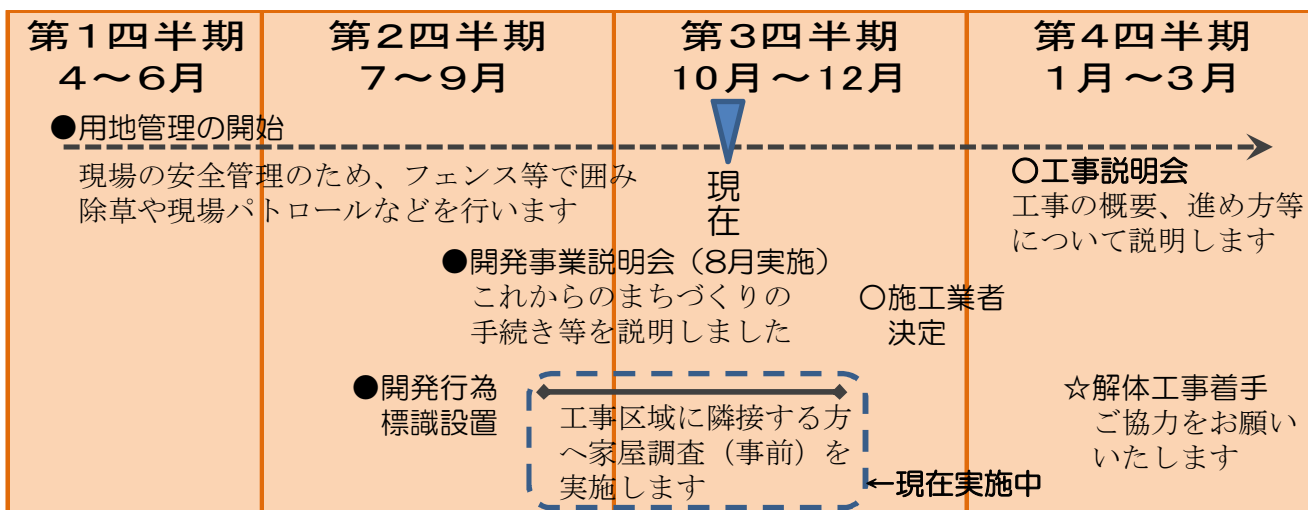 第1四半期
4～6月
第2四半期
7～9月
第3四半期
10月～12月
第4四半期
1月～3月
●用地管理の開始
現場の安全管理のため、フェンス等で囲み
除草や現場パトロールなどを行います
現在
○工事説明会
工事の概要、進め方等
について説明します
●開発事業説明会（8月実施）
これからのまちづくりの
手続き等を説明しました
○施工業者
決定
●開発行為
標識設置
工事区域に隣接する方
へ家屋調査（事前）を
実施します
←現在実施中
☆解体工事着手
ご協力をお願い
いたします